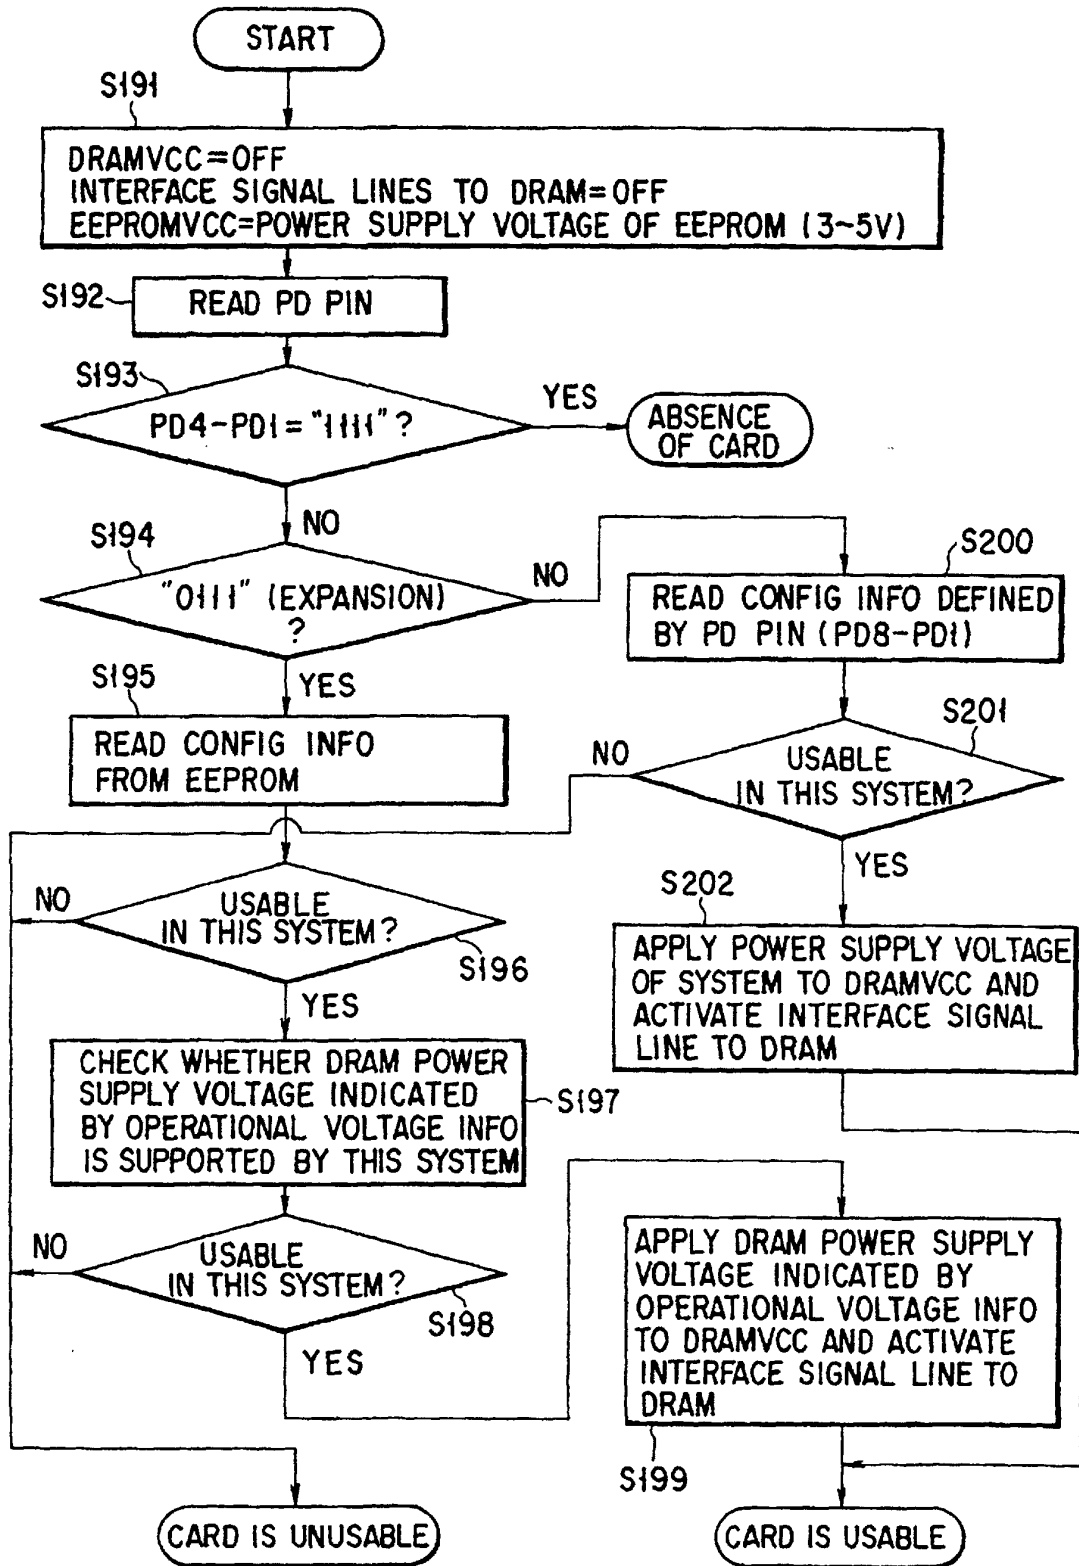 START
S191
DRAMVCC=OFF
INTERFACE SIGNAL LINES TO DRAM=OFF
EEPROMVCC=POWER SUPPLY VOLTAGE OF EEPROM (3~5V)
S192
READ PD PIN
S193
PD4-PD1="1111"?
YES
ABSENCE
OF CARD
NO
S194
"0111" (EXPANSION)
?
NO
S200
READ CONFIG INFO DEFINED
BY PD PIN (PD8-PD1)
YES
S195
READ CONFIG INFO
FROM EEPROM
S201
NO
USABLE
IN THIS SYSTEM?
YES
NO
USABLE
IN THIS SYSTEM?
S196
YES
S202
APPLY POWER SUPPLY VOLTAGE
OF SYSTEM TO DRAMVCC AND
ACTIVATE INTERFACE SIGNAL
LINE TO DRAM
CHECK WHETHER DRAM POWER
SUPPLY VOLTAGE INDICATED
BY OPERATIONAL VOLTAGE INFO
IS SUPPORTED BY THIS SYSTEM
S197
NO
USABLE
IN THIS SYSTEM?
S198
YES
APPLY DRAM POWER SUPPLY
VOLTAGE INDICATED BY
OPERATIONAL VOLTAGE INFO
TO DRAMVCC AND ACTIVATE
INTERFACE SIGNAL LINE TO
DRAM
S199
CARD IS UNUSABLE
CARD IS USABLE